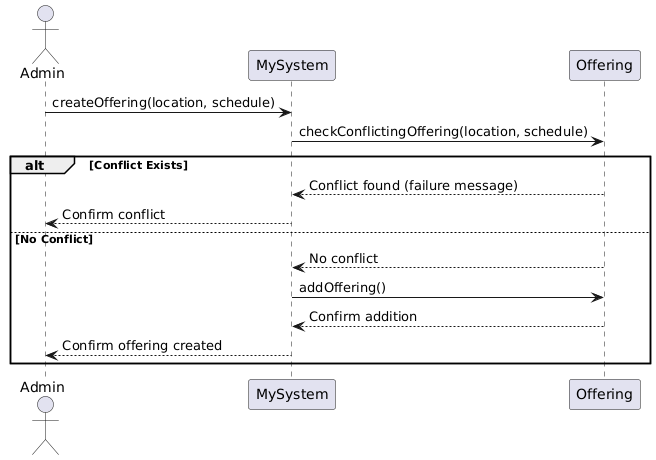 Admin
MySystem
Offering
createOffering(location, schedule)
checkConflictingOffering(location, schedule)
alt
[Conflict Exists]
Conflict found (failure message)
Confirm conflict
[No Conflict]
No conflict
addOffering()
Confirm addition
Confirm offering created
Admin
MySystem
Offering